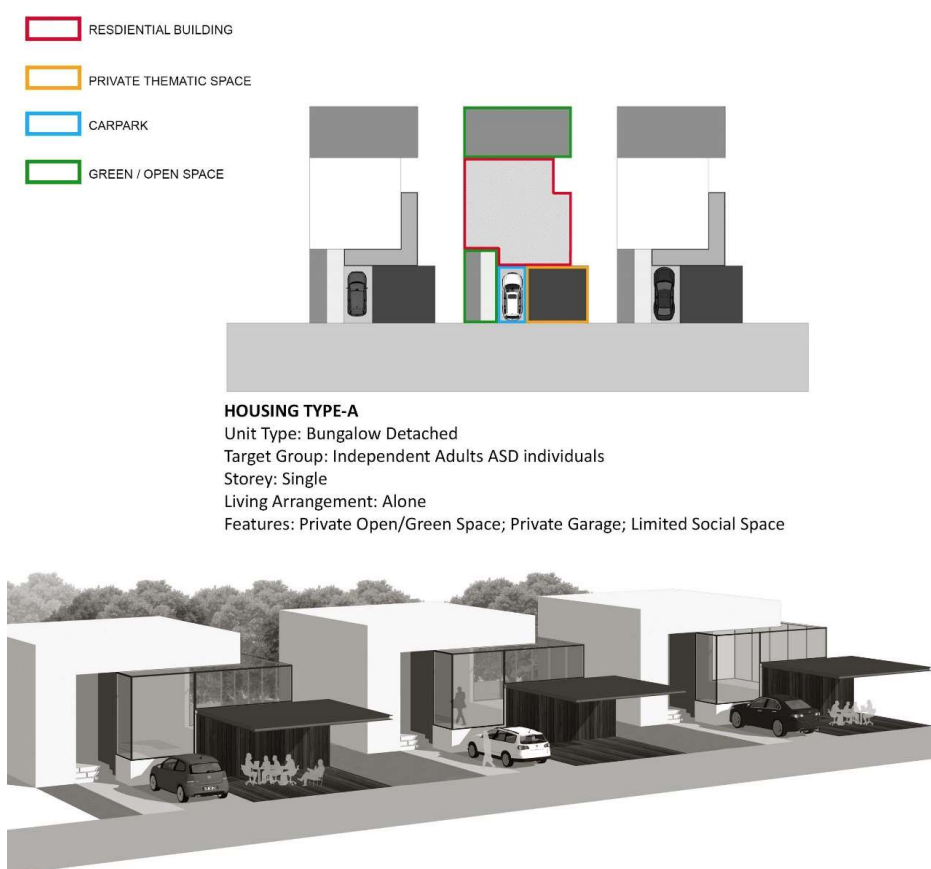 RESDIENTIAL BUILDING
PRIVATE THEMATIC SPACE
CARPARK
GREEN / OPEN SPACE
HOUSING TYPE-A
Unit Type: Bungalow Detached
Target Group: Independent Adults ASD individuals
Storey: Single
Living Arrangement: Alone
Features: Private Open/Green Space; Private Garage; Limited Social Space